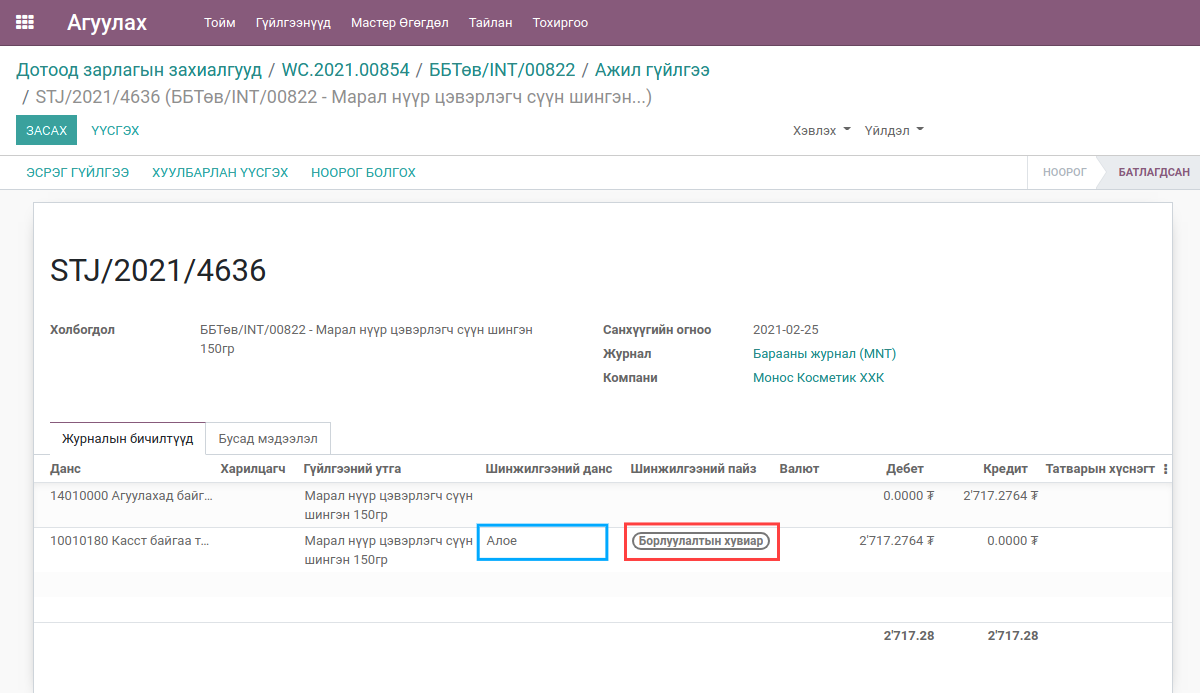 Агуулах Тойм Гүйлгээнүүд Мастер Өгөгдөл Тайлан Тохиргоо
Дотоод зарлагын захиалгууд / WC.2021.00854 / ББТөв/INT/00822 / Ажил гүйлгээ
/ STJ/2021/4636 (ББТөв/INT/00822 - Марал нүүр цэвэрлэгч сүүн шингэн...)
ЗАСАХ ҮҮСГЭХ Хэвлэх Үйлдэл
ЭСРЭГ ГҮЙЛГЭЭ ХУУЛБАРЛАН ҮҮСГЭХ НООРОГ БОЛГОХ НООРОГ БАТЛАГДСАН
STJ/2021/4636
Холбогдол ББТөв/INT/00822 - Марал нүүр цэвэрлэгч сүүн шингэн
150гр
Санхүүгийн огноо 2021-02-25
Журнал Барааны журнал (MNT)
Компани Монос Косметик ХХК
Журналын бичилтүүд Бусад мэдээлэл
Данс Харилцагч Гүйлгээний утга Шинжилгээний данс Шинжилгээний пайз Валют Дебет Кредит Татварын хүснэгт
14010000 Агуулахад байг... Марал нүүр цэвэрлэгч сүүн 0.0000 ₮ 2'717.2764 ₮
шингэн 150гр
10010180 Касст байгаа т... Марал нүүр цэвэрлэгч сүүн Алое Борлуулалтын хувиар 2'717.2764 ₮ 0.0000 ₮
шингэн 150гр
2'717.28 2'717.28